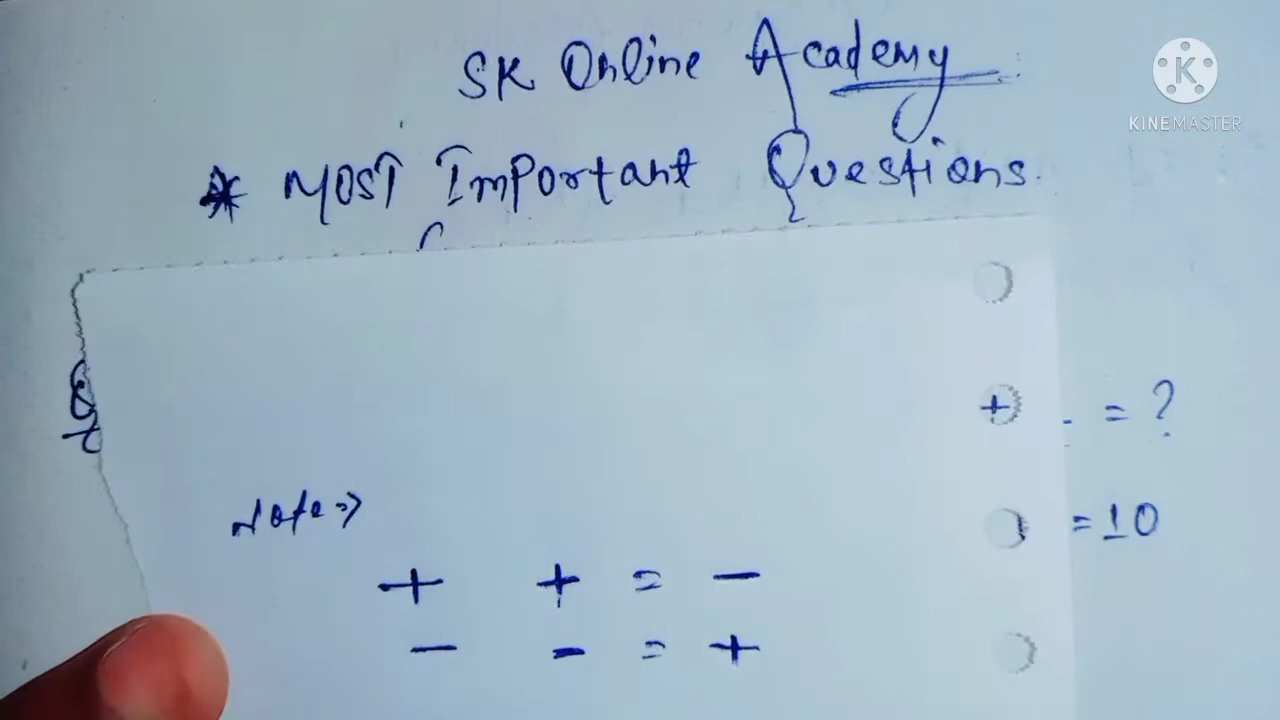 SK Online Academy
KINEMASTER
* MOST Important Questions.
+ = ?
Note =>
= 10
+ + = -
- - = +